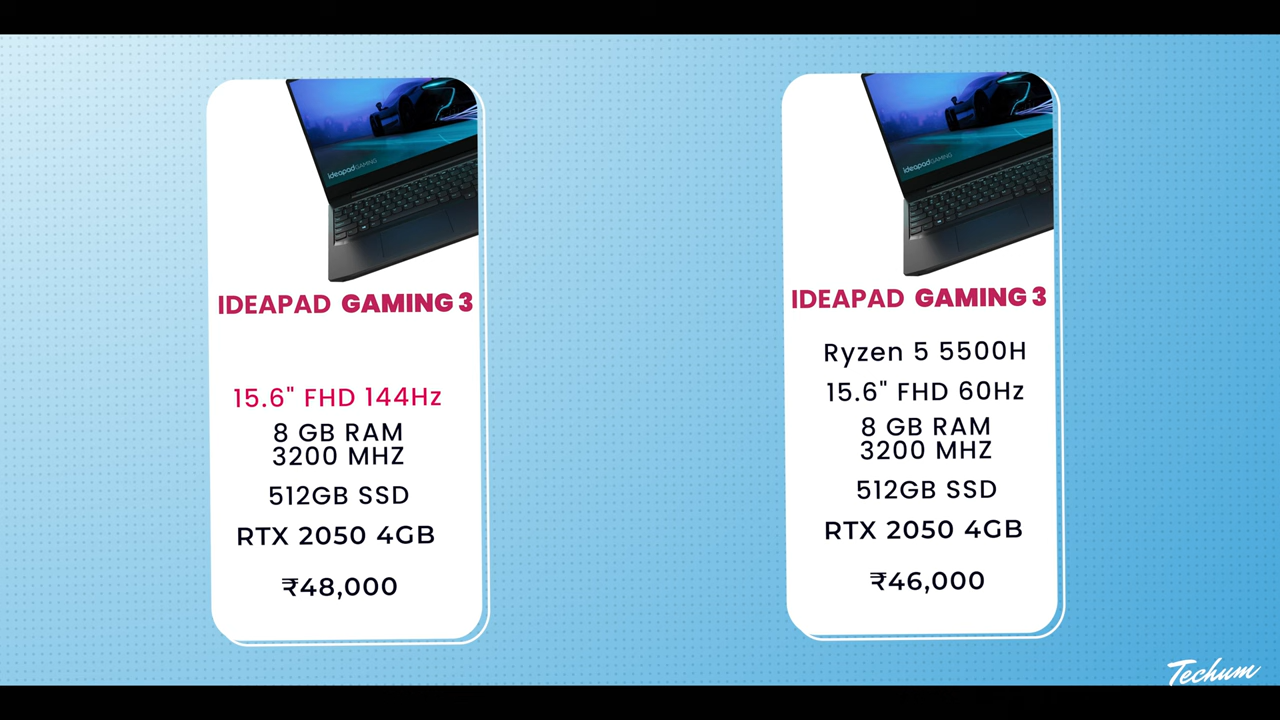 ideapad GAMING
IDEAPAD GAMING 3
15.6" FHD 144Hz
8 GB RAM
3200 MHZ
512GB SSD
RTX 2050 4GB
₹48,000
ideapad GAMING
IDEAPAD GAMING 3
Ryzen 5 5500H
15.6" FHD 60Hz
8 GB RAM
3200 MHZ
512GB SSD
RTX 2050 4GB
₹46,000
Techum